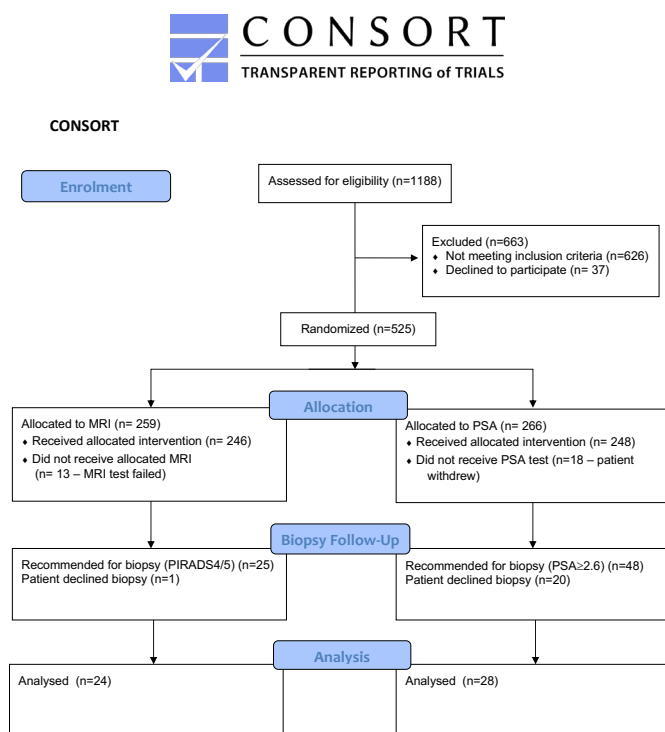 CONSORT
TRANSPARENT REPORTING of TRIALS
CONSORT
Enrolment
Assessed for eligibility (n=1188)
Excluded (n=663)
♦ Not meeting inclusion criteria (n=626)
♦ Declined to participate (n= 37)
Randomized (n=525)
Allocation
Allocated to MRI (n= 259)
♦ Received allocated intervention (n= 246)
♦ Did not receive allocated MRI
(n= 13 – MRI test failed)
Allocated to PSA (n= 266)
♦ Received allocated intervention (n= 248)
♦ Did not receive PSA test (n=18 – patient
withdrew)
Biopsy Follow-Up
Recommended for biopsy (PIRADS4/5) (n=25)
Patient declined biopsy (n=1)
Recommended for biopsy (PSA≥2.6) (n=48)
Patient declined biopsy (n=20)
Analysis
Analysed (n=24)
Analysed (n=28)